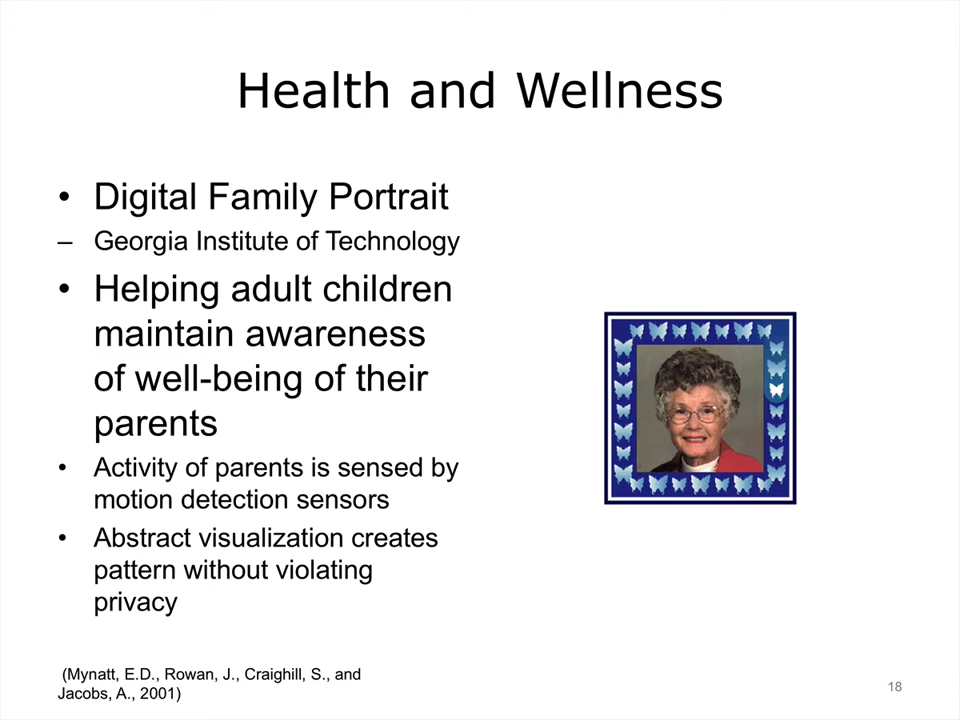 Health and Wellness
• Digital Family Portrait
– Georgia Institute of Technology
• Helping adult children
maintain awareness
of well-being of their
parents
• Activity of parents is sensed by
motion detection sensors
• Abstract visualization creates
pattern without violating
privacy
(Mynatt, E.D., Rowan, J., Craighill, S., and
Jacobs, A., 2001)
18